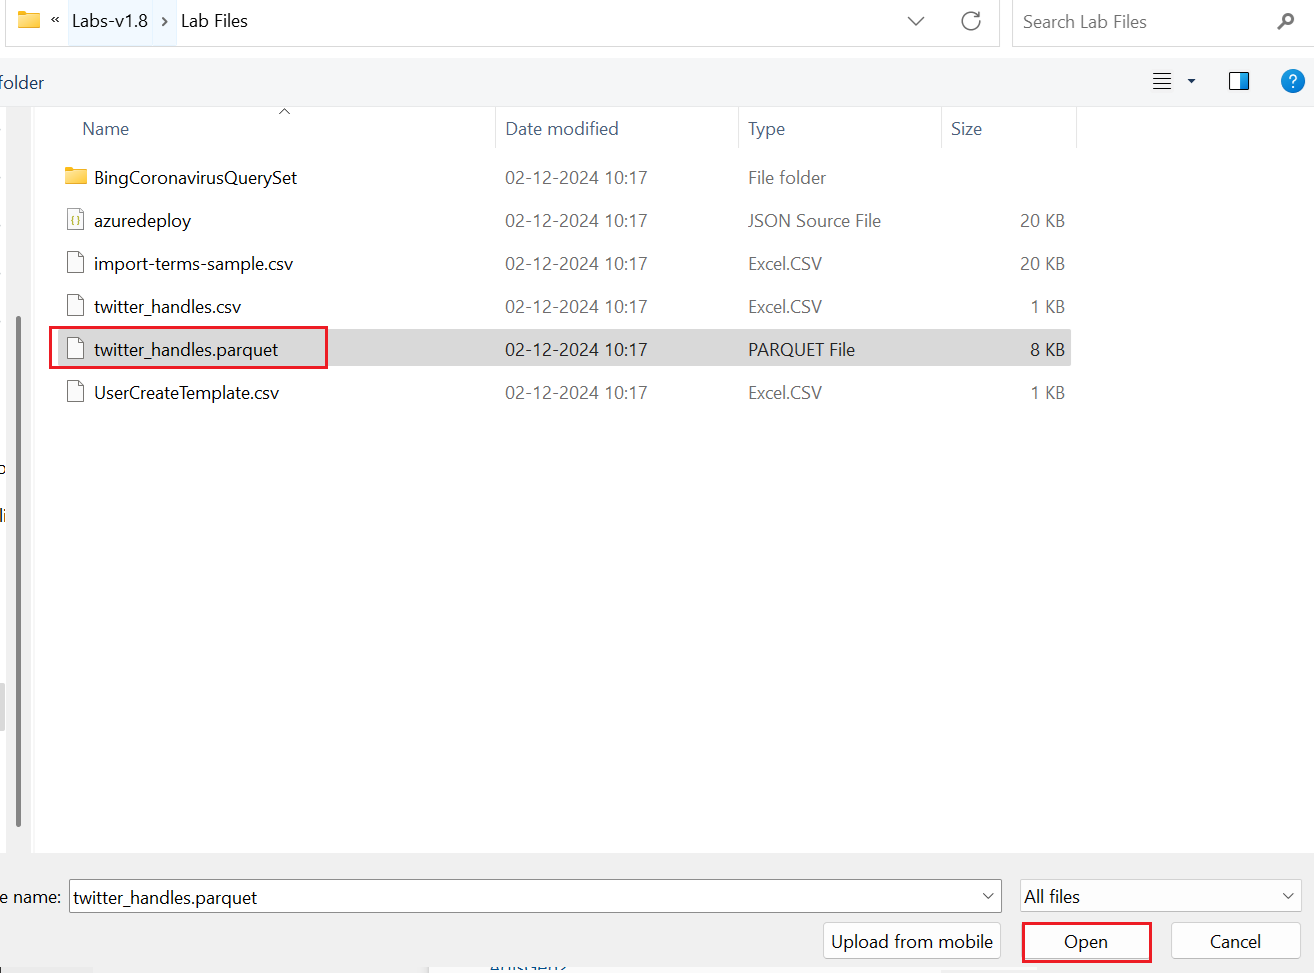 « Labs-v1.8 > Lab Files
Search Lab Files
folder
Name Date modified Type Size
BingCoronavirusQuerySet 02-12-2024 10:17 File folder
azuredeploy 02-12-2024 10:17 JSON Source File 20 KB
import-terms-sample.csv 02-12-2024 10:17 Excel.CSV 20 KB
twitter_handles.csv 02-12-2024 10:17 Excel.CSV 1 KB
twitter_handles.parquet 02-12-2024 10:17 PARQUET File 8 KB
UserCreateTemplate.csv 02-12-2024 10:17 Excel.CSV 1 KB
e name: twitter_handles.parquet All files
Upload from mobile Open Cancel